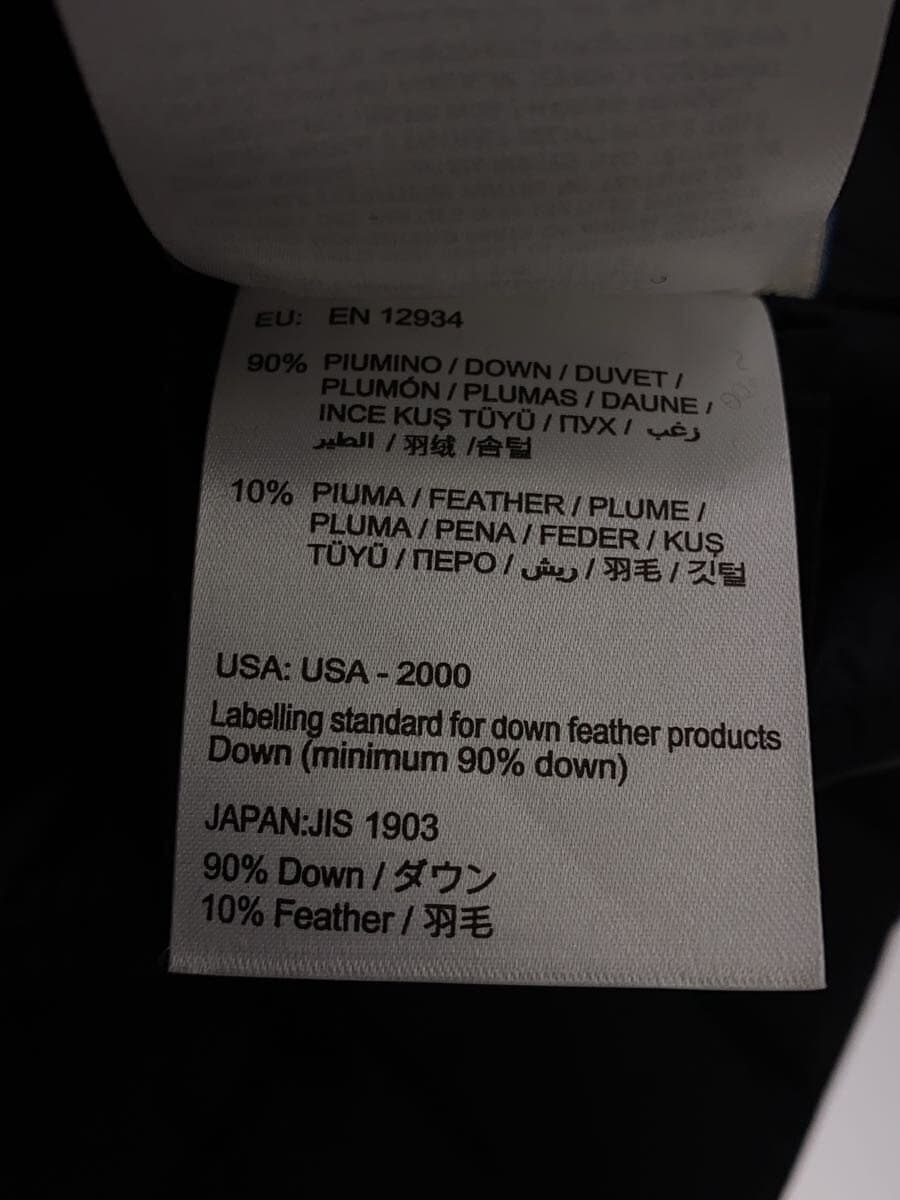 EU: EN 12934
90% PIUMINO / DOWN / DUVET /
PLUMÓN / PLUMAS / DAUNE /
INCE KUŞ TÜYÜ / ПУХ / زغب
الطير / 羽绒 /솜털
10% PIUMA / FEATHER / PLUME /
PLUMA / PENA / FEDER / KUŞ
TÜYÜ / ПЕРО / ريش / 羽毛 / 깃털
USA: USA - 2000
Labelling standard for down feather products
Down (minimum 90% down)
JAPAN:JIS 1903
90% Down / ダウン
10% Feather / 羽毛